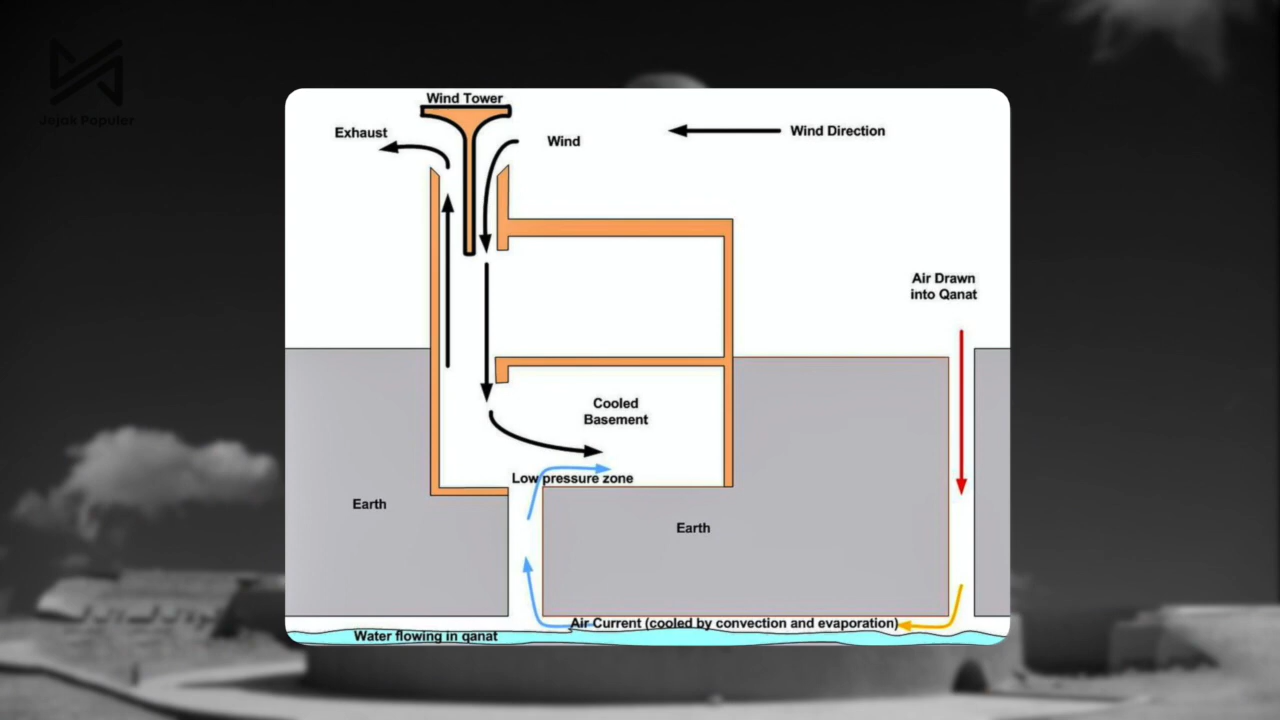 Jejak Populer
Wind Tower
Exhaust
Wind
Wind Direction
Air Drawn
into Qanat
Cooled
Basement
Low pressure zone
Earth
Earth
Air Current (cooled by convection and evaporation)
Water flowing in qanat